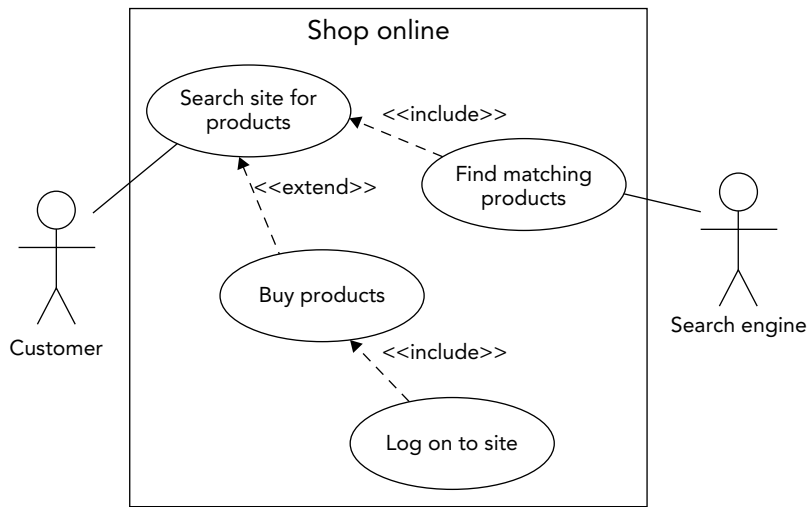 Shop online
Search site for
products
<<include>>
Find matching
products
<<extend>>
Buy products
Search engine
Customer
<<include>>
Log on to site